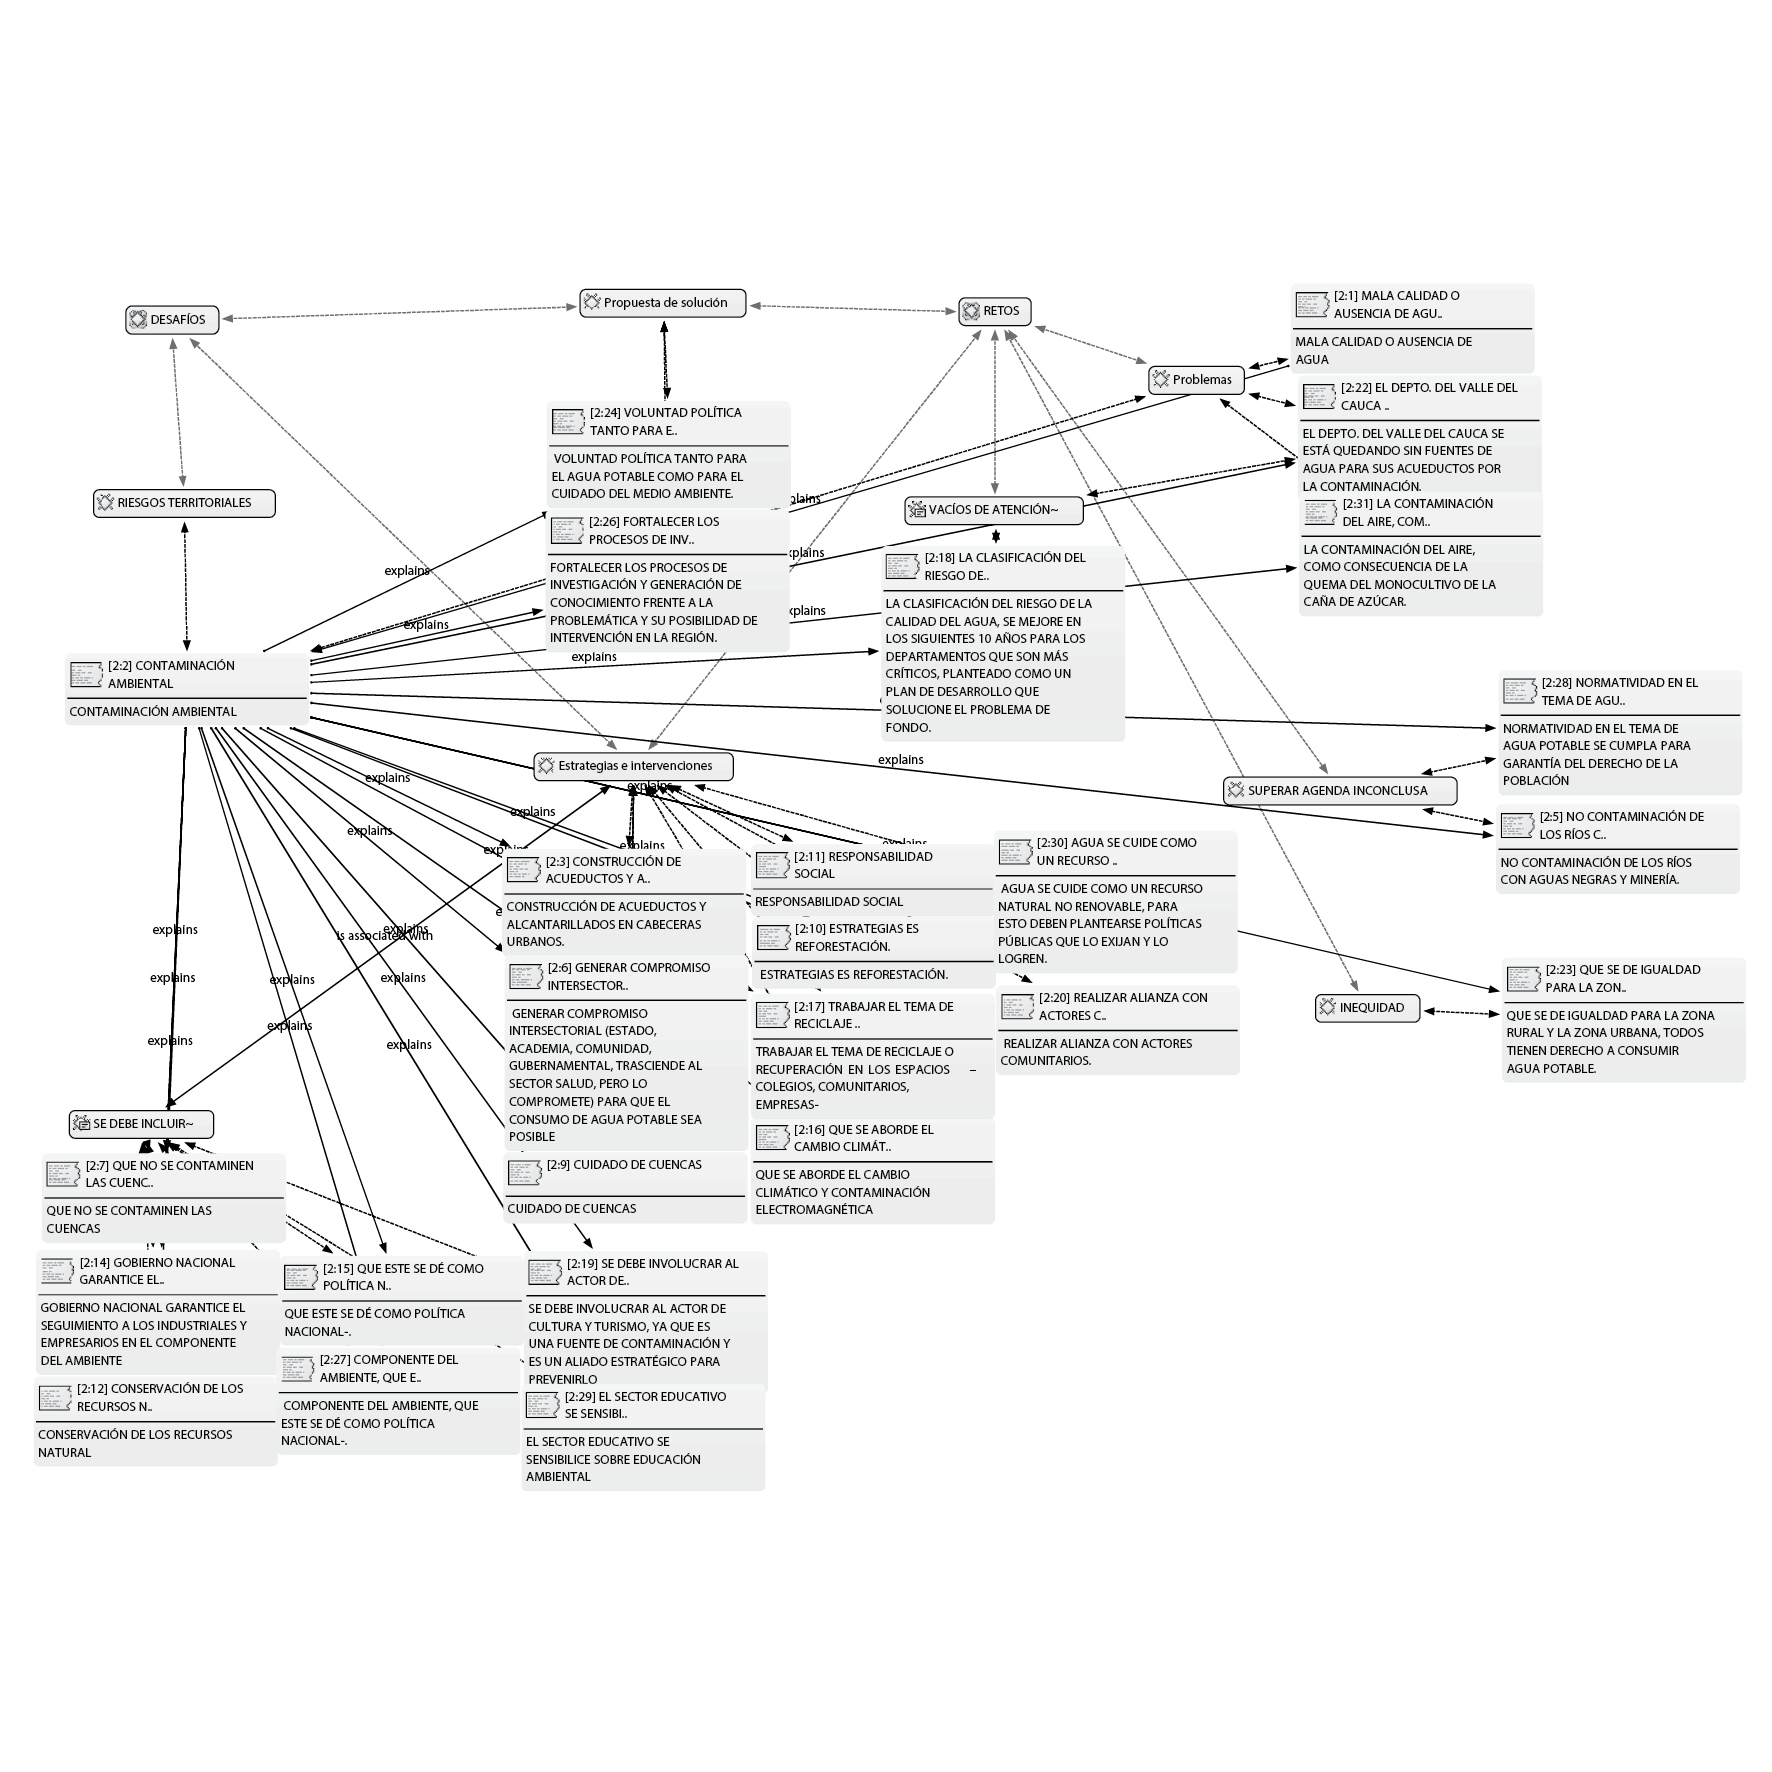 DESAFÍOS
Propuesta de solución
RETOS
Problemas
[2:1] MALA CALIDAD O
AUSENCIA DE AGU..
MALA CALIDAD O AUSENCIA DE
AGUA
[2:22] EL DEPTO. DEL VALLE DEL
CAUCA ..
EL DEPTO. DEL VALLE DEL CAUCA SE
ESTÁ QUEDANDO SIN FUENTES DE
AGUA PARA SUS ACUEDUCTOS POR
LA CONTAMINACIÓN.
[2:31] LA CONTAMINACIÓN
DEL AIRE, COM..
LA CONTAMINACIÓN DEL AIRE,
COMO CONSECUENCIA DE LA
QUEMA DEL MONOCULTIVO DE LA
CAÑA DE AZÚCAR.
[2:24] VOLUNTAD POLÍTICA
TANTO PARA E..
VOLUNTAD POLÍTICA TANTO PARA
EL AGUA POTABLE COMO PARA EL
CUIDADO DEL MEDIO AMBIENTE.
[2:26] FORTALECER LOS
PROCESOS DE INV..
FORTALECER LOS PROCESOS DE
INVESTIGACIÓN Y GENERACIÓN DE
CONOCIMIENTO FRENTE A LA
PROBLEMÁTICA Y SU POSIBILIDAD DE
INTERVENCIÓN EN LA REGIÓN.
RIESGOS TERRITORIALES
VACÍOS DE ATENCIÓN~
[2:18] LA CLASIFICACIÓN DEL
RIESGO DE..
LA CLASIFICACIÓN DEL RIESGO DE LA
CALIDAD DEL AGUA, SE MEJORE EN
LOS SIGUIENTES 10 AÑOS PARA LOS
DEPARTAMENTOS QUE SON MÁS
CRÍTICOS, PLANTEADO COMO UN
PLAN DE DESARROLLO QUE
SOLUCIONE EL PROBLEMA DE
FONDO.
plains
xplains
xplains
explains
explains
explains
[2:2] CONTAMINACIÓN
AMBIENTAL
CONTAMINACIÓN AMBIENTAL
[2:28] NORMATIVIDAD EN EL
TEMA DE AGU..
NORMATIVIDAD EN EL TEMA DE
AGUA POTABLE SE CUMPLA PARA
GARANTÍA DEL DERECHO DE LA
POBLACIÓN
explains
Estrategias e intervenciones
SUPERAR AGENDA INCONCLUSA
[2:5] NO CONTAMINACIÓN DE
LOS RÍOS C..
NO CONTAMINACIÓN DE LOS RÍOS
CON AGUAS NEGRAS Y MINERÍA.
explains
explains
explains
explains
explains
explains
[2:3] CONSTRUCCIÓN DE
ACUEDUCTOS Y A..
CONSTRUCCIÓN DE ACUEDUCTOS Y
ALCANTARILLADOS EN CABECERAS
URBANOS.
[2:6] GENERAR COMPROMISO
INTERSECTOR..
GENERAR COMPROMISO
INTERSECTORIAL (ESTADO,
ACADEMIA, COMUNIDAD,
GUBERNAMENTAL, TRASCIENDE AL
SECTOR SALUD, PERO LO
COMPROMETE) PARA QUE EL
CONSUMO DE AGUA POTABLE SEA
POSIBLE
[2:9] CUIDADO DE CUENCAS
CUIDADO DE CUENCAS
[2:11] RESPONSABILIDAD
SOCIAL
RESPONSABILIDAD SOCIAL
[2:10] ESTRATEGIAS ES
REFORESTACIÓN.
ESTRATEGIAS ES REFORESTACIÓN.
[2:17] TRABAJAR EL TEMA DE
RECICLAJE ..
TRABAJAR EL TEMA DE RECICLAJE O
RECUPERACIÓN EN LOS ESPACIOS –
COLEGIOS, COMUNITARIOS,
EMPRESAS-
[2:16] QUE SE ABORDE EL
CAMBIO CLIMÁT..
QUE SE ABORDE EL CAMBIO
CLIMÁTICO Y CONTAMINACIÓN
ELECTROMAGNÉTICA
[2:30] AGUA SE CUIDE COMO
UN RECURSO ..
AGUA SE CUIDE COMO UN RECURSO
NATURAL NO RENOVABLE, PARA
ESTO DEBEN PLANTEARSE POLÍTICAS
PÚBLICAS QUE LO EXIJAN Y LO
LOGREN.
[2:20] REALIZAR ALIANZA CON
ACTORES C..
REALIZAR ALIANZA CON ACTORES
COMUNITARIOS.
INEQUIDAD
[2:23] QUE SE DE IGUALDAD
PARA LA ZON..
QUE SE DE IGUALDAD PARA LA ZONA
RURAL Y LA ZONA URBANA, TODOS
TIENEN DERECHO A CONSUMIR
AGUA POTABLE.
explains
explains
is associated with
explains
explains
explains
explains
explains
explains
SE DEBE INCLUIR~
[2:7] QUE NO SE CONTAMINEN
LAS CUENC..
QUE NO SE CONTAMINEN LAS
CUENCAS
[2:14] GOBIERNO NACIONAL
GARANTICE EL..
GOBIERNO NACIONAL GARANTICE EL
SEGUIMIENTO A LOS INDUSTRIALES Y
EMPRESARIOS EN EL COMPONENTE
DEL AMBIENTE
[2:12] CONSERVACIÓN DE LOS
RECURSOS N..
CONSERVACIÓN DE LOS RECURSOS
NATURAL
[2:15] QUE ESTE SE DÉ COMO
POLÍTICA N..
QUE ESTE SE DÉ COMO POLÍTICA
NACIONAL-.
[2:27] COMPONENTE DEL
AMBIENTE, QUE E..
COMPONENTE DEL AMBIENTE, QUE
ESTE SE DÉ COMO POLÍTICA
NACIONAL-.
[2:19] SE DEBE INVOLUCRAR AL
ACTOR DE..
SE DEBE INVOLUCRAR AL ACTOR DE
CULTURA Y TURISMO, YA QUE ES
UNA FUENTE DE CONTAMINACIÓN Y
ES UN ALIADO ESTRATÉGICO PARA
PREVENIRLO
[2:29] EL SECTOR EDUCATIVO
SE SENSIBI..
EL SECTOR EDUCATIVO SE
SENSIBILICE SOBRE EDUCACIÓN
AMBIENTAL